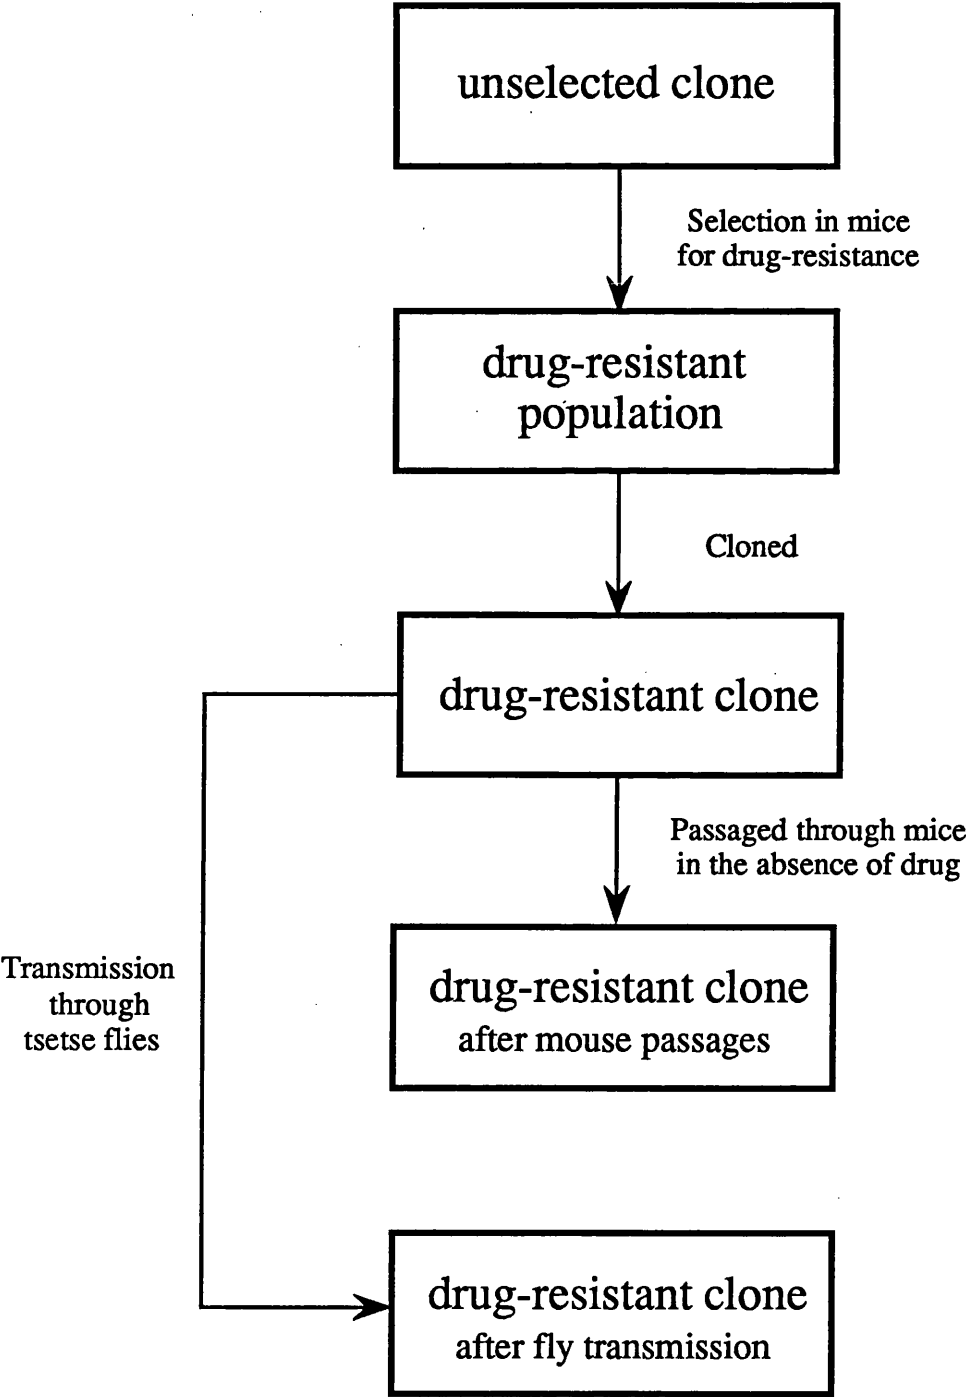 unselected clone
Selection in mice
for drug-resistance
drug-resistant
population
Cloned
drug-resistant clone
Passaged through mice
in the absence of drug
drug-resistant clone
after mouse passages
Transmission
through
tsetse flies
drug-resistant clone
after fly transmission